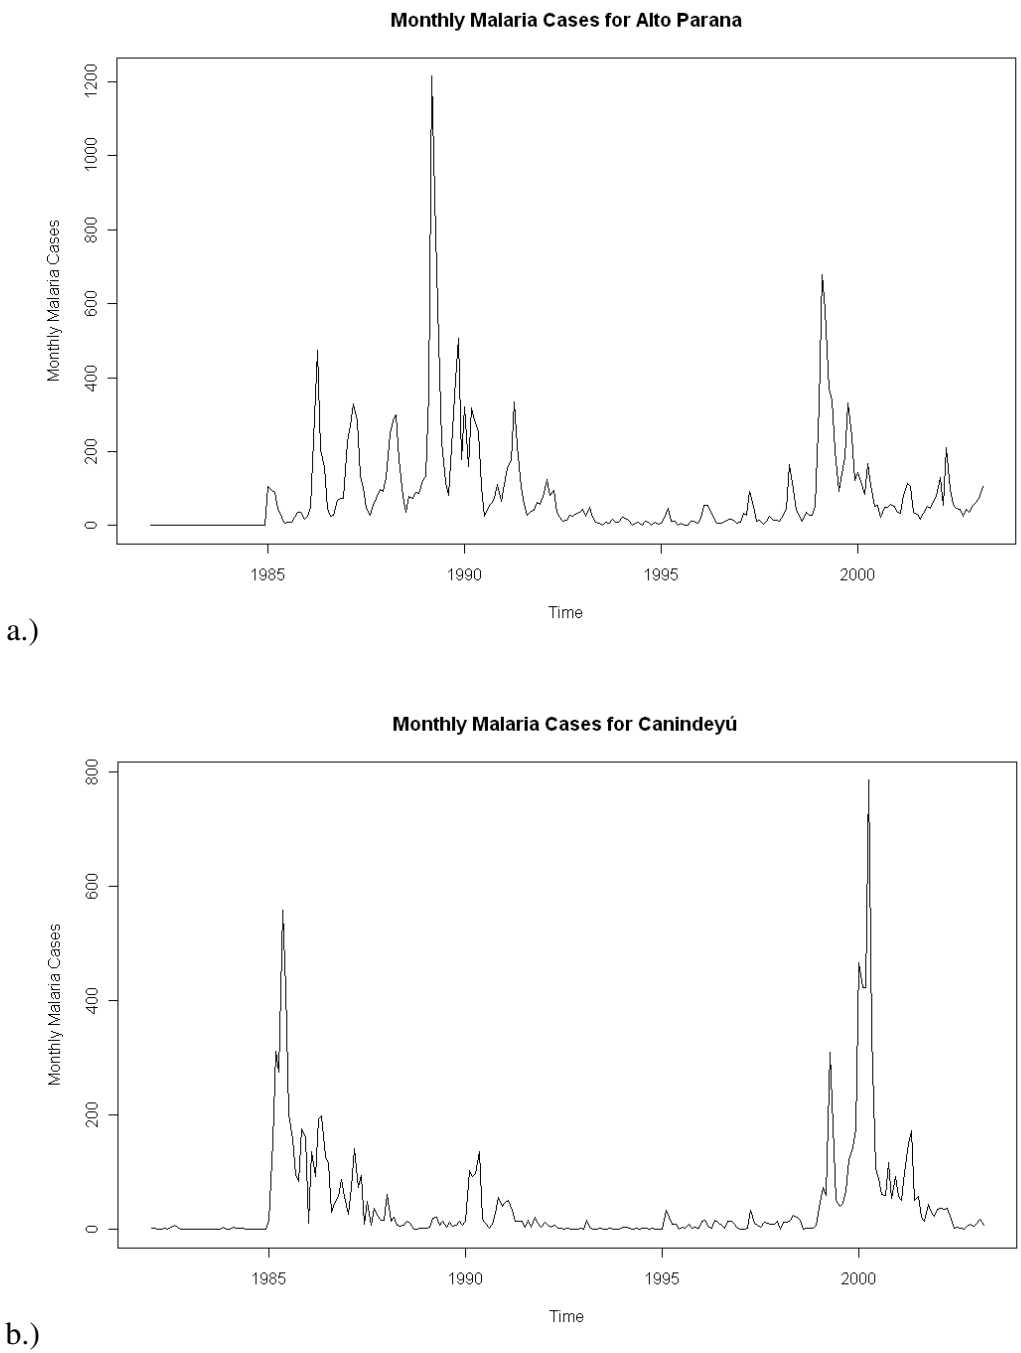 Monthly Malaria Cases for Alto Parana
Monthly Malaria Cases
1200
1000
800
600
400
200
0
1985 1990 1995 2000
Time
a.)
Monthly Malaria Cases for Canindeyú
Monthly Malaria Cases
800
600
400
200
0
1985 1990 1995 2000
Time
b.)